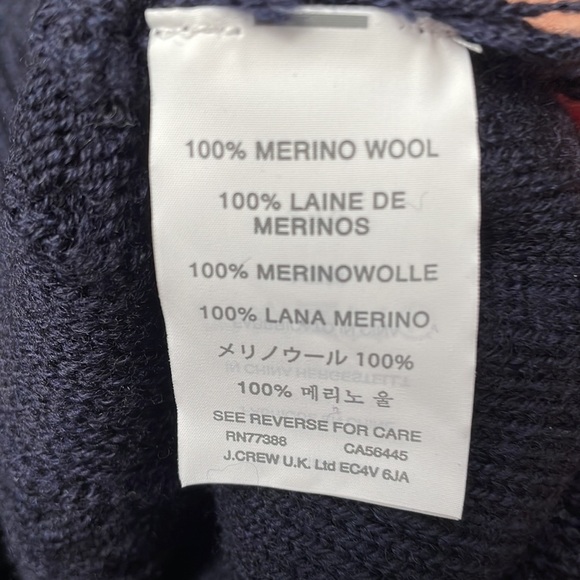 100% MERINO WOOL
100% LAINE DE
MERINOS
100% MERINOWOLLE
100% LANA MERINO
メリノウール 100%
100% 메리노 울
SEE REVERSE FOR CARE
RN77388 CA56445
J.CREW U.K. Ltd EC4V 6JA